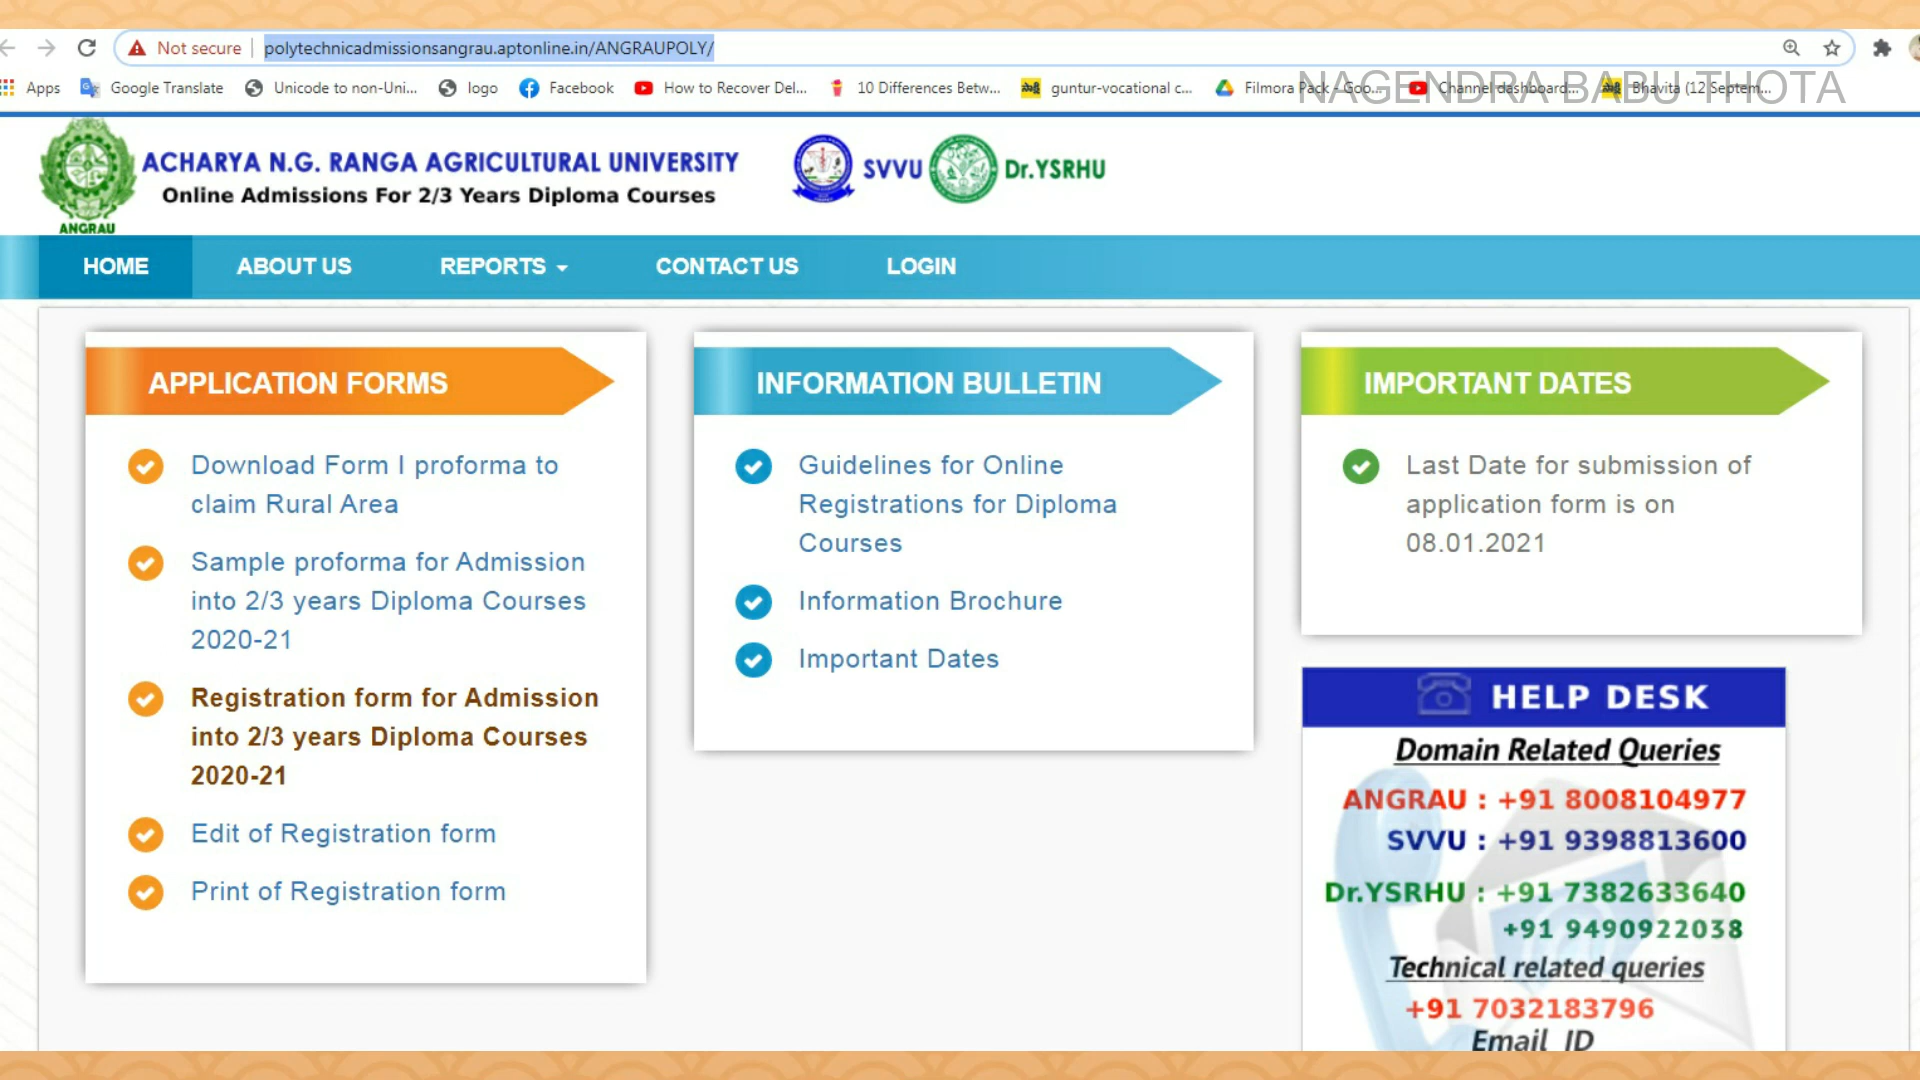 Not secure polytechnicadmissionsangrau.aptonline.in/ANGRAUPOLY/
NAGENDRA BABU THOTA
Apps Google Translate Unicode to non-Uni... logo Facebook How to Recover Del... 10 Differences Betw... guntur-vocational c... Filmora Pack - Goo... Channel dashboard... Bhavita (12 Septem...
ACHARYA N.G. RANGA AGRICULTURAL UNIVERSITY
Online Admissions For 2/3 Years Diploma Courses
ANGRAU
SVVU
Dr.YSRHU
HOME ABOUT US REPORTS CONTACT US LOGIN
APPLICATION FORMS
Download Form I proforma to
claim Rural Area
Sample proforma for Admission
into 2/3 years Diploma Courses
2020-21
Registration form for Admission
into 2/3 years Diploma Courses
2020-21
Edit of Registration form
Print of Registration form
INFORMATION BULLETIN
Guidelines for Online
Registrations for Diploma
Courses
Information Brochure
Important Dates
IMPORTANT DATES
Last Date for submission of
application form is on
08.01.2021
HELP DESK
Domain Related Queries
ANGRAU : +91 8008104977
SVVU : +91 9398813600
Dr.YSRHU : +91 7382633640
+91 9490922038
Technical related queries
+91 7032183796
Email ID